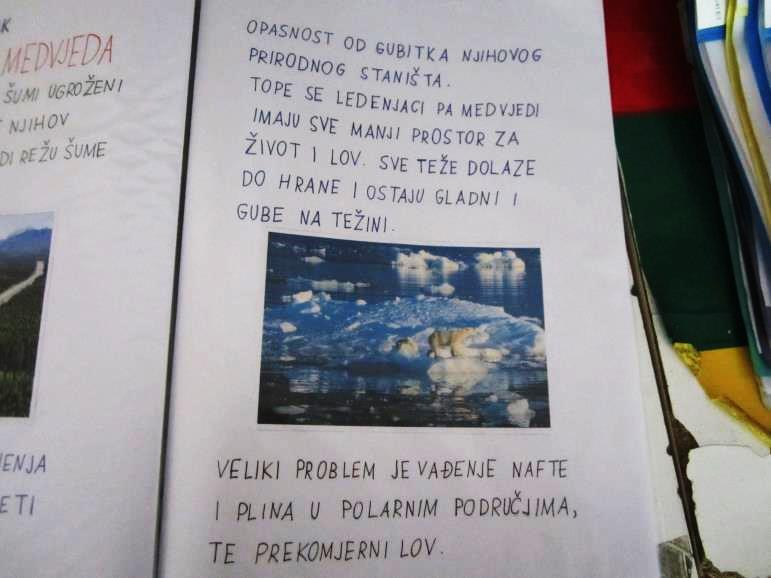 K
MEDVJEDA
ŠUMI UGROŽENI
NJIHOV
DI REŽU ŠUME
JENJA
ETI
OPASNOST OD GUBITKA NJIHOVOG
PRIRODNOG STANIŠTA.
TOPE SE LEDENJACI PA MEDVJEDI
IMAJU SVE MANJI PROSTOR ZA
ŽIVOT I LOV. SVE TEŽE DOLAZE
DO HRANE I OSTAJU GLADNI I
GUBE NA TEŽINI.
VELIKI PROBLEM JE VAĐENJE NAFTE
I PLINA U POLARNIM PODRUČJIMA,
TE PREKOMJERNI LOV.